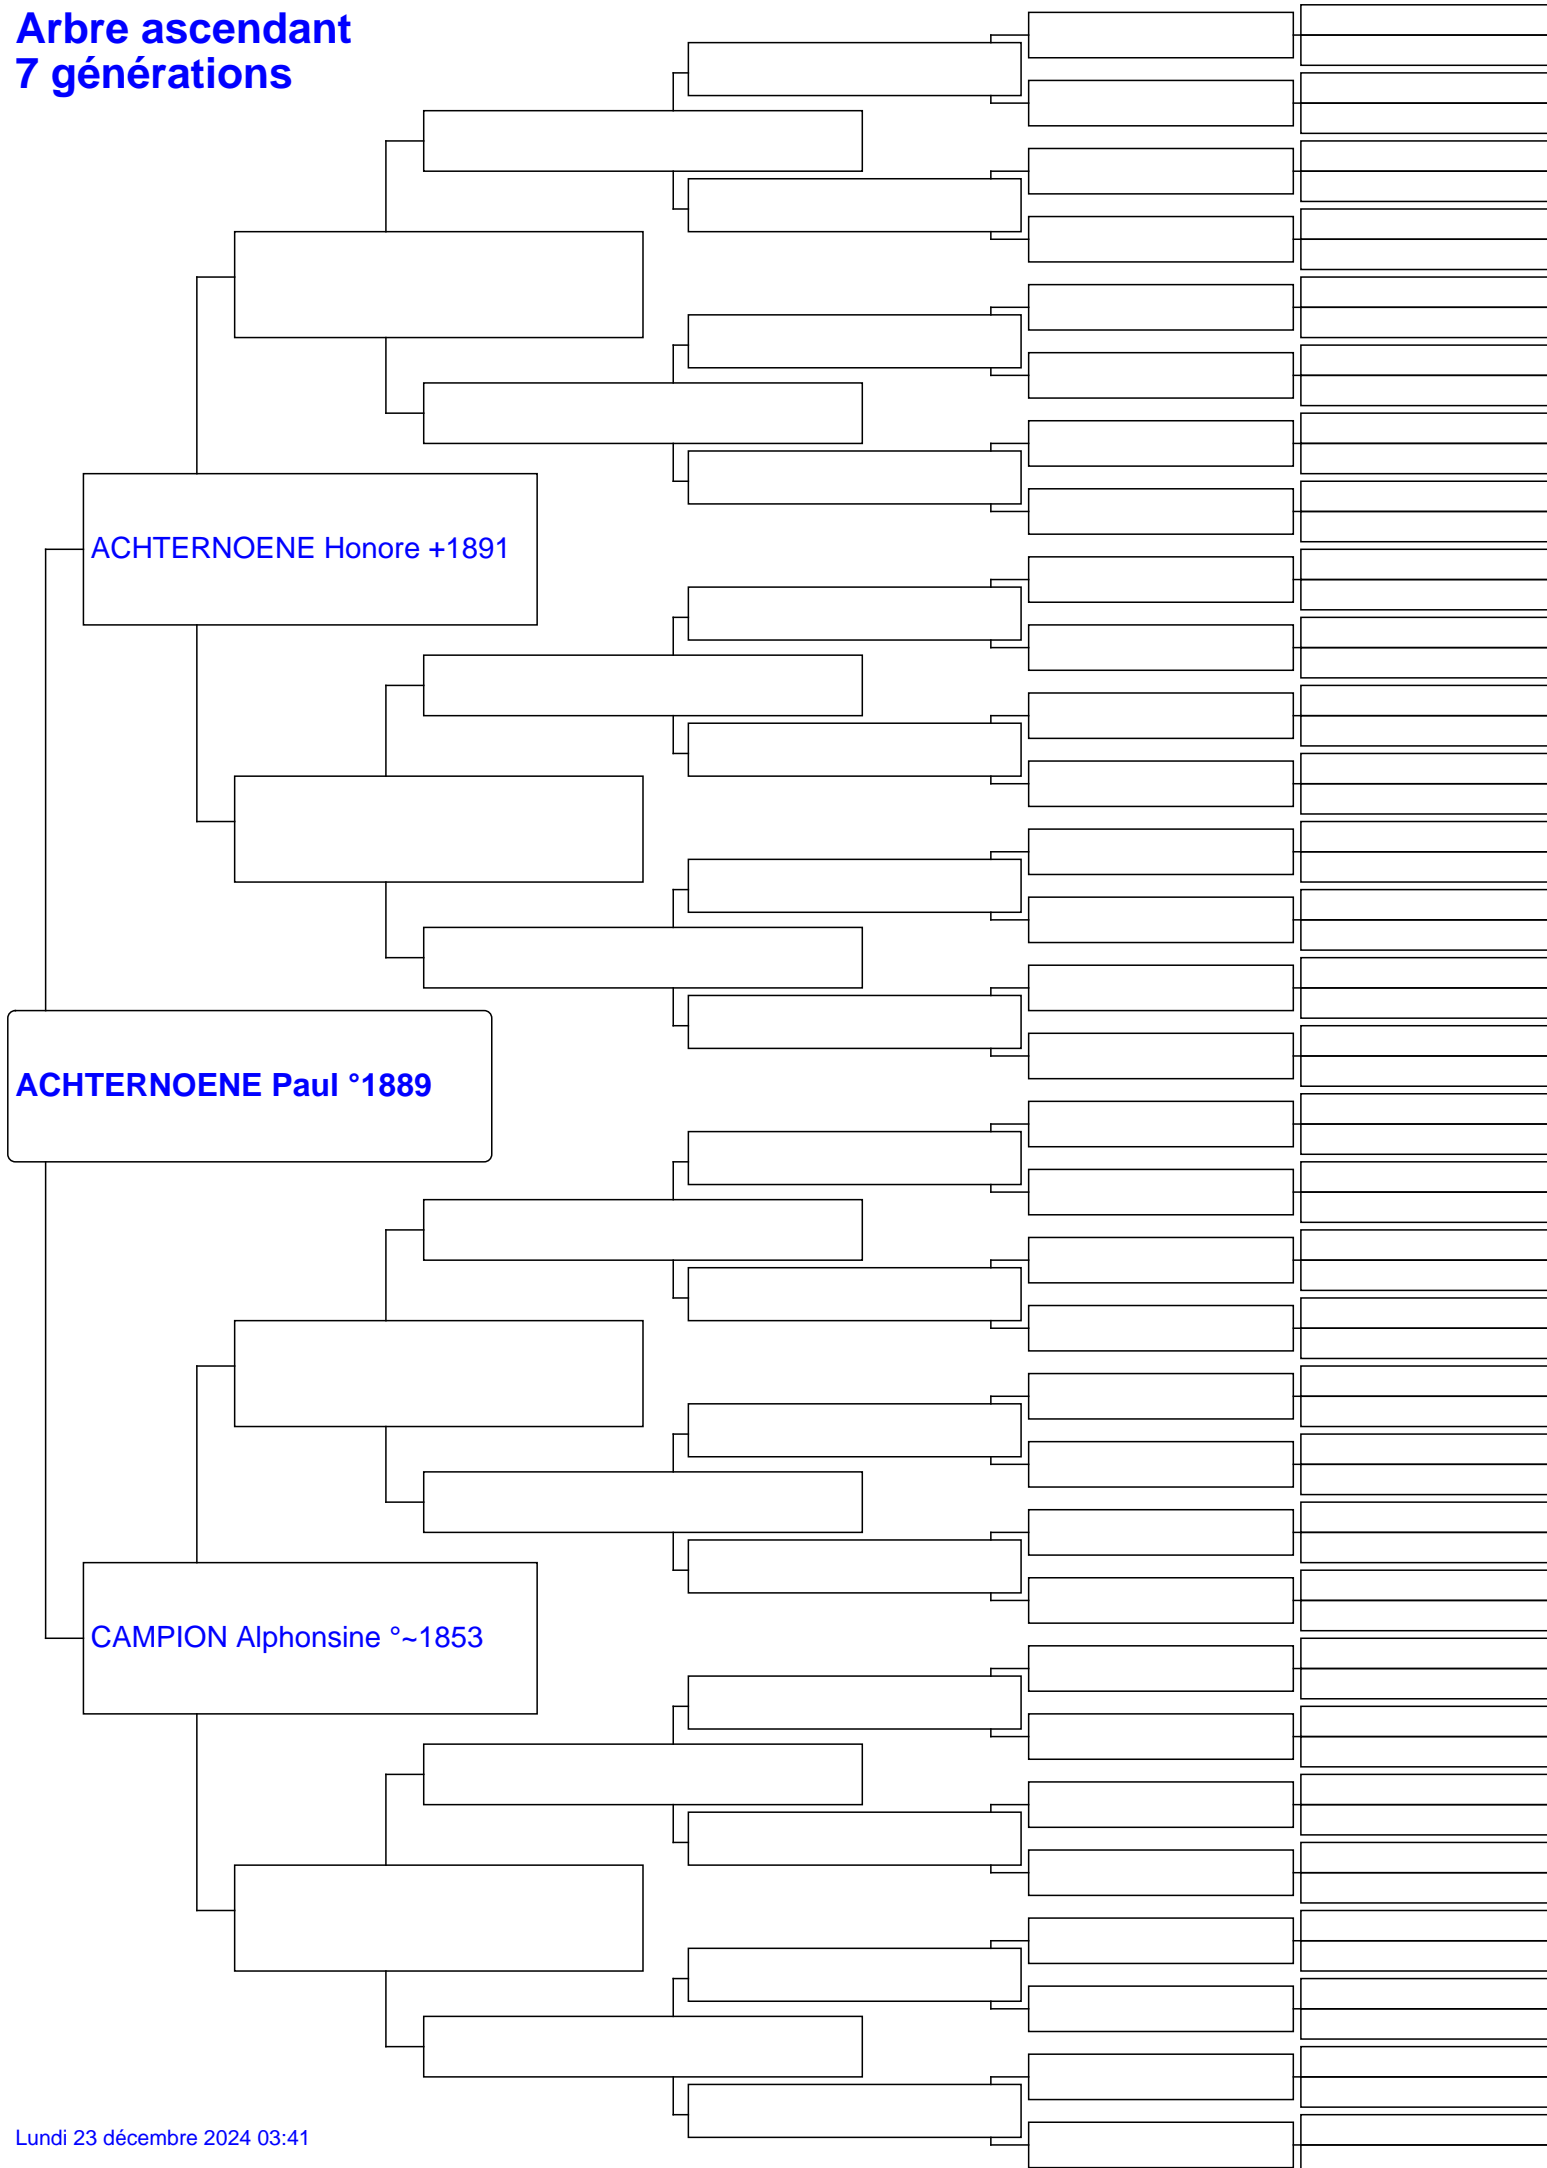 Arbre ascendant
7 générations
ACHTERNOENE Honore +1891
ACHTERNOENE Paul °1889
CAMPION Alphonsine °~1853
Lundi 23 décembre 2024 03:41